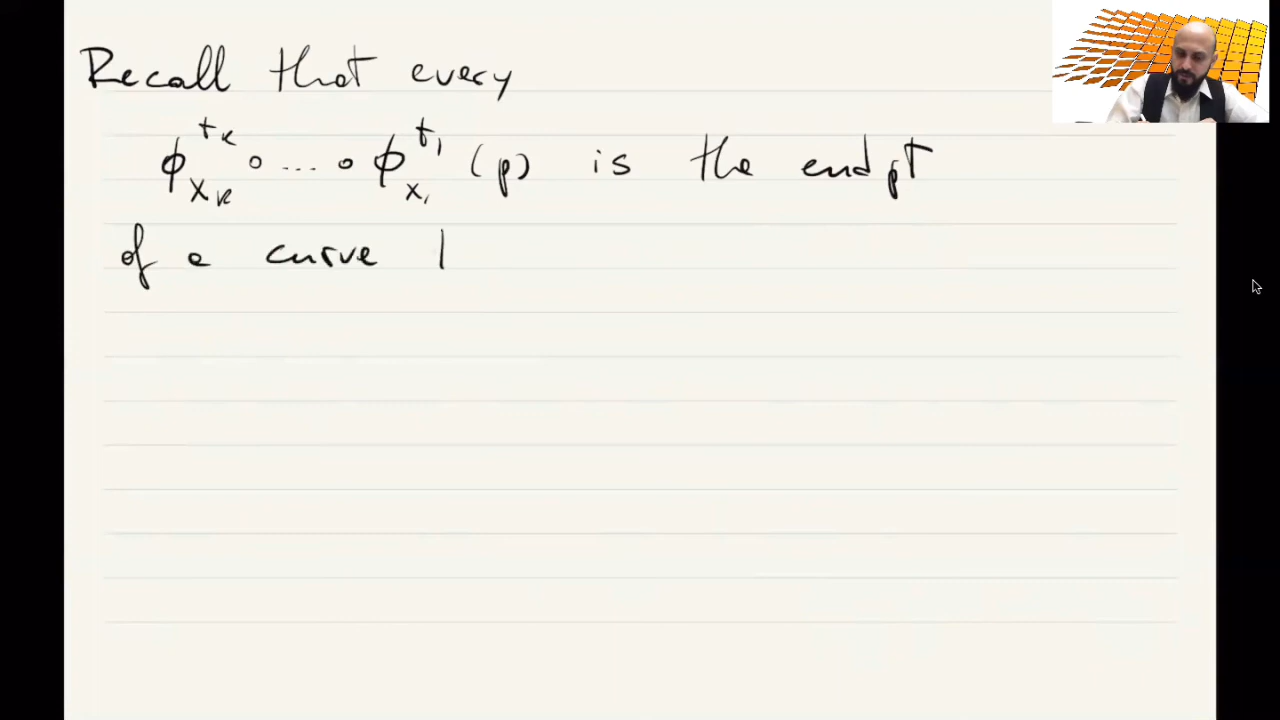 Recall that every
ϕ_{X_k}^{t_k} ∘ ... ∘ ϕ_{X_1}^{t_1} (p) is the endpt
of a curve